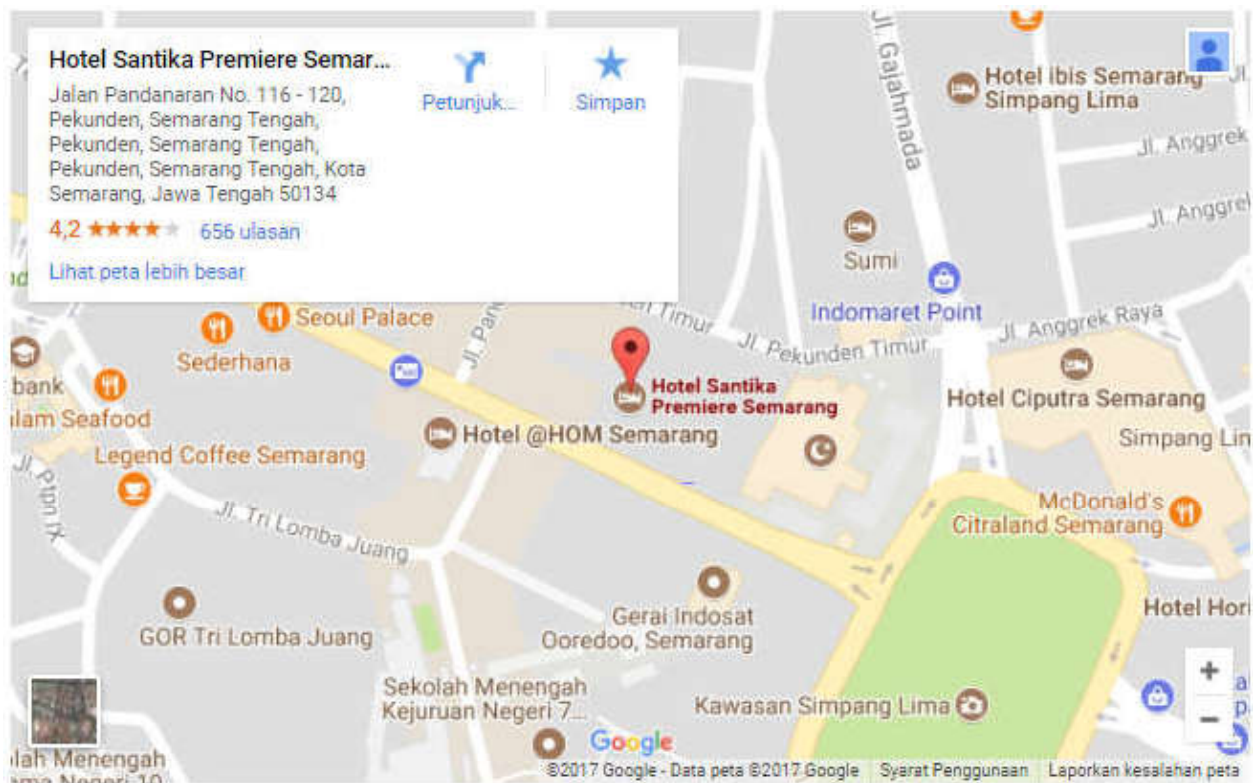 Hotel Santika Premiere Semar...
Jalan Pandanaran No. 116 - 120,
Pekunden, Semarang Tengah,
Pekunden, Semarang Tengah,
Pekunden, Semarang Tengah, Kota
Semarang, Jawa Tengah 50134
4,2
656 ulasan
Lihat peta lebih besar
Petunjuk...
Simpan
Jl. Gajahmada
Hotel ibis Semarang
Simpang Lima
Jl. Anggrek
Jl. Anggrek
Sumi
Indomaret Point
Jl. Anggrek Raya
Seoul Palace
Sederhana
Timur
Jl. Pekunden Timur
Hotel Santika
Premiere Semarang
Hotel Ciputra Semarang
bank
Seafood
Hotel @HOM Semarang
Simpang
Legend Coffee Semarang
Jl. Ptpn IX
Jl. Tri Lomba Juang
McDonald's
Citraland Semarang
GOR Tri Lomba Juang
Gerai Indosat
Ooredoo, Semarang
Hotel
Sekolah Menengah
Kejuruan Negeri 7...
Kawasan Simpang Lima
+
−
Menengah
Google
©2017 Google - Data peta ©2017 Google
Syarat Penggunaan
Laporkan kesalahan peta